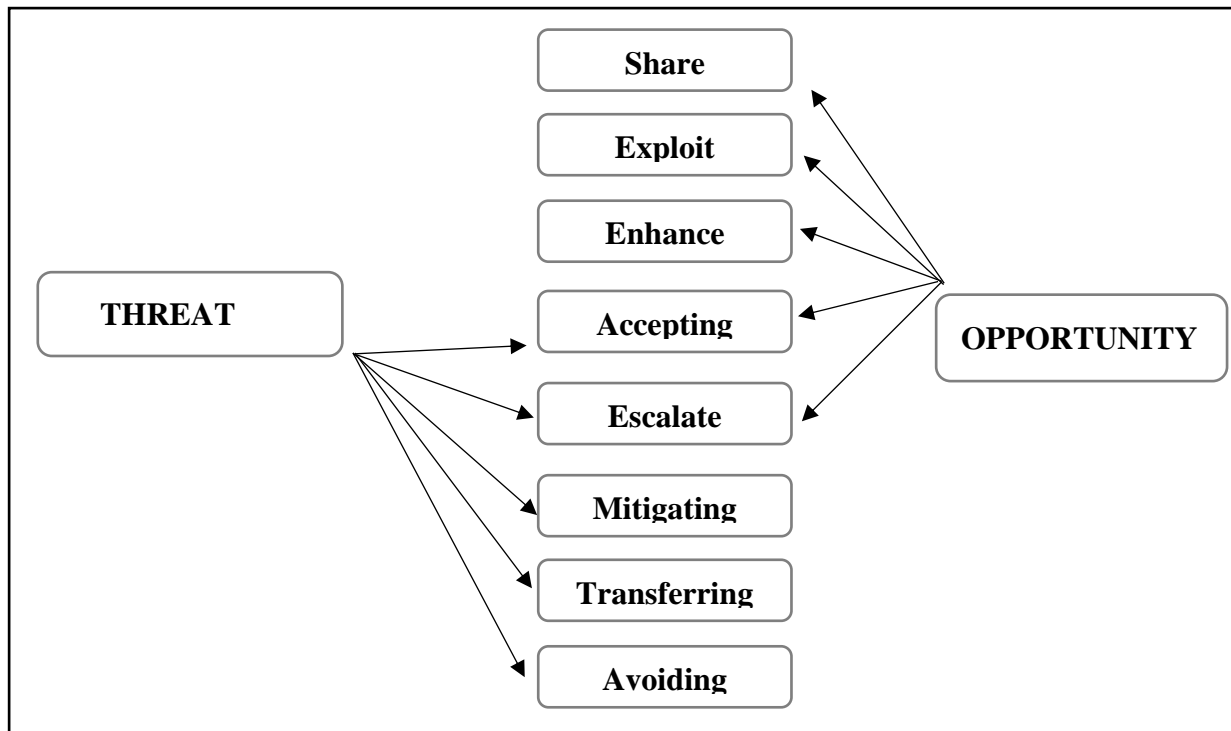 Share
Exploit
Enhance
THREAT
Accepting
OPPORTUNITY
Escalate
Mitigating
Transferring
Avoiding